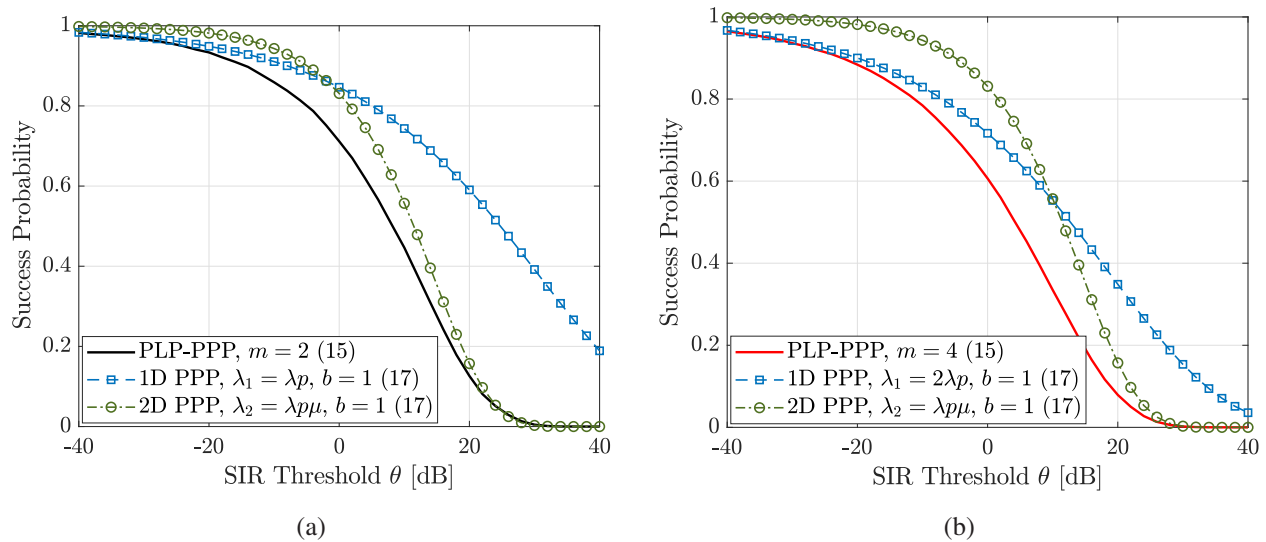 1
0.8
0.6
0.4
0.2
0
Success Probability
PLP-PPP, m = 2 (15)
1D PPP, λ₁ = λp, b = 1 (17)
2D PPP, λ₂ = λpμ, b = 1 (17)
-40
-20
0
20
40
SIR Threshold θ [dB]
(a)
1
0.8
0.6
0.4
0.2
0
Success Probability
PLP-PPP, m = 4 (15)
1D PPP, λ₁ = 2λp, b = 1 (17)
2D PPP, λ₂ = λpμ, b = 1 (17)
-40
-20
0
20
40
SIR Threshold θ [dB]
(b)